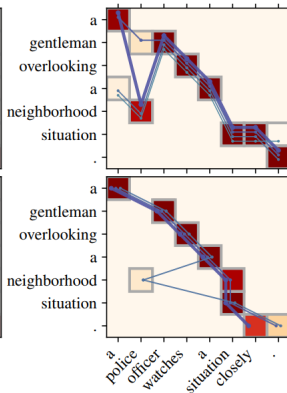 a
gentleman
overlooking
a
neighborhood
situation
.
a
gentleman
overlooking
a
neighborhood
situation
.
a
police
officer
watches
a
situation
closely
.